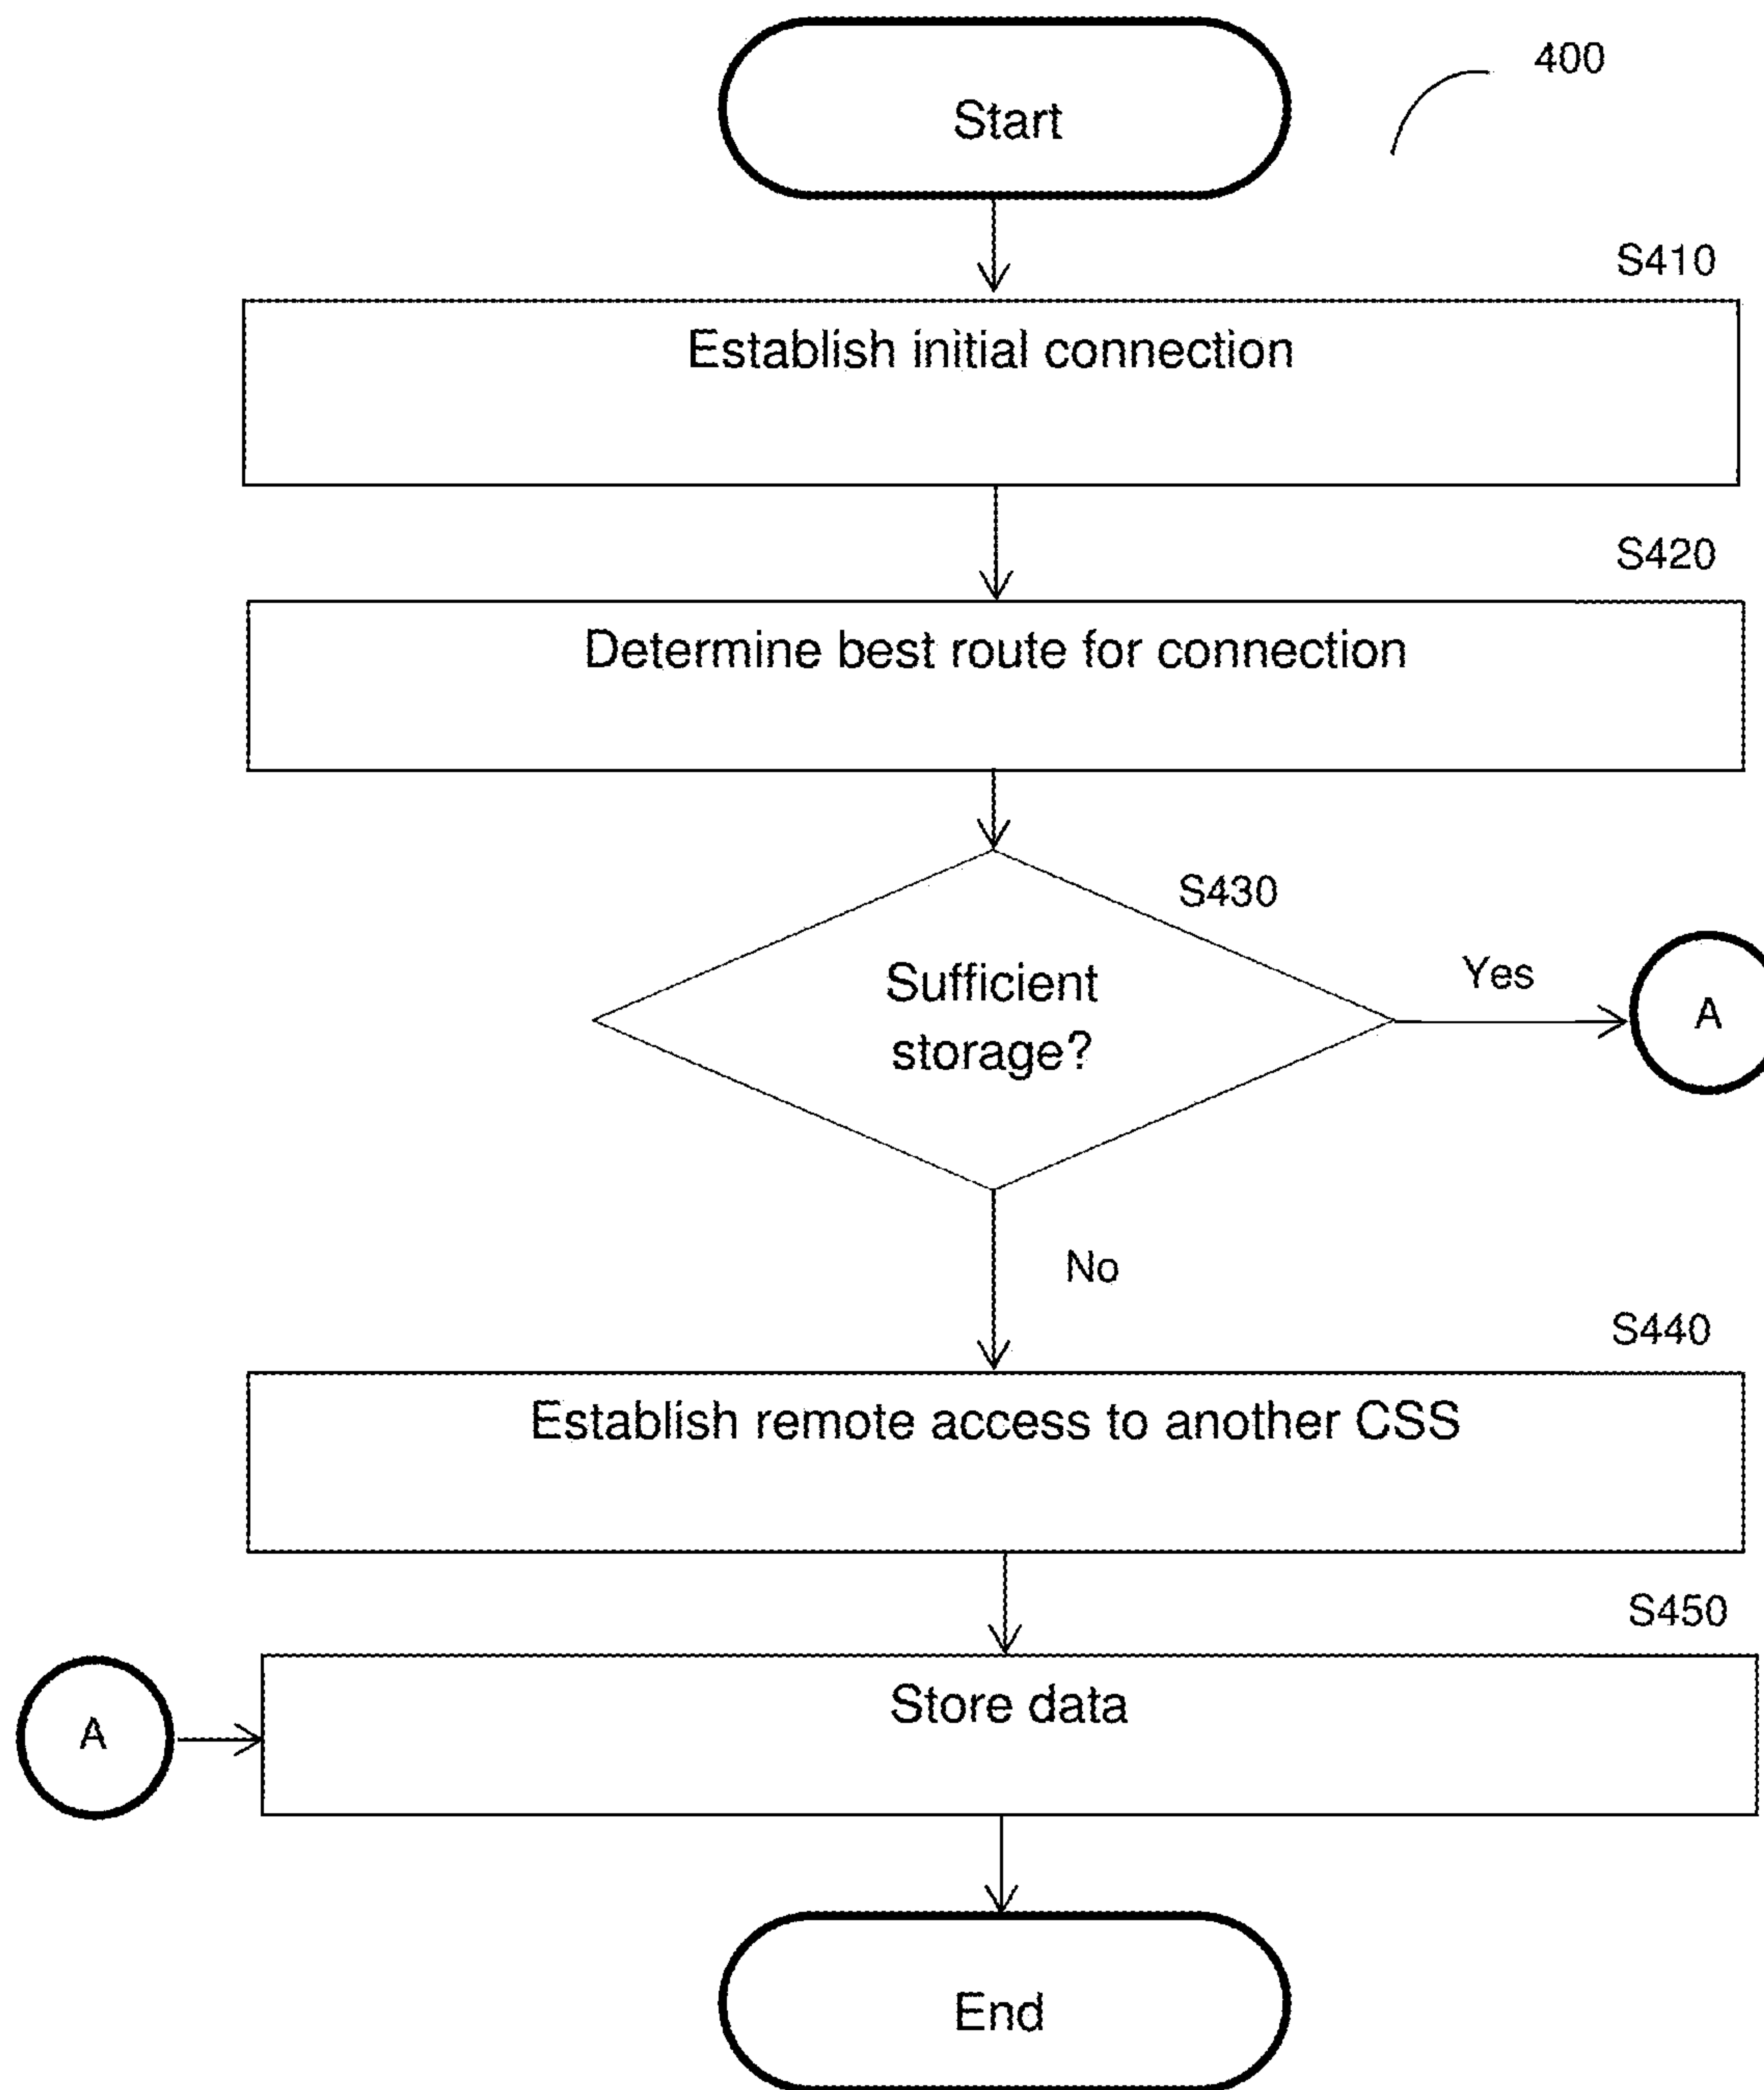 Start
400
S410
Establish initial connection
S420
Determine best route for connection
S430
Sufficient
storage?
Yes
A
No
S440
Establish remote access to another CSS
S450
A
Store data
End